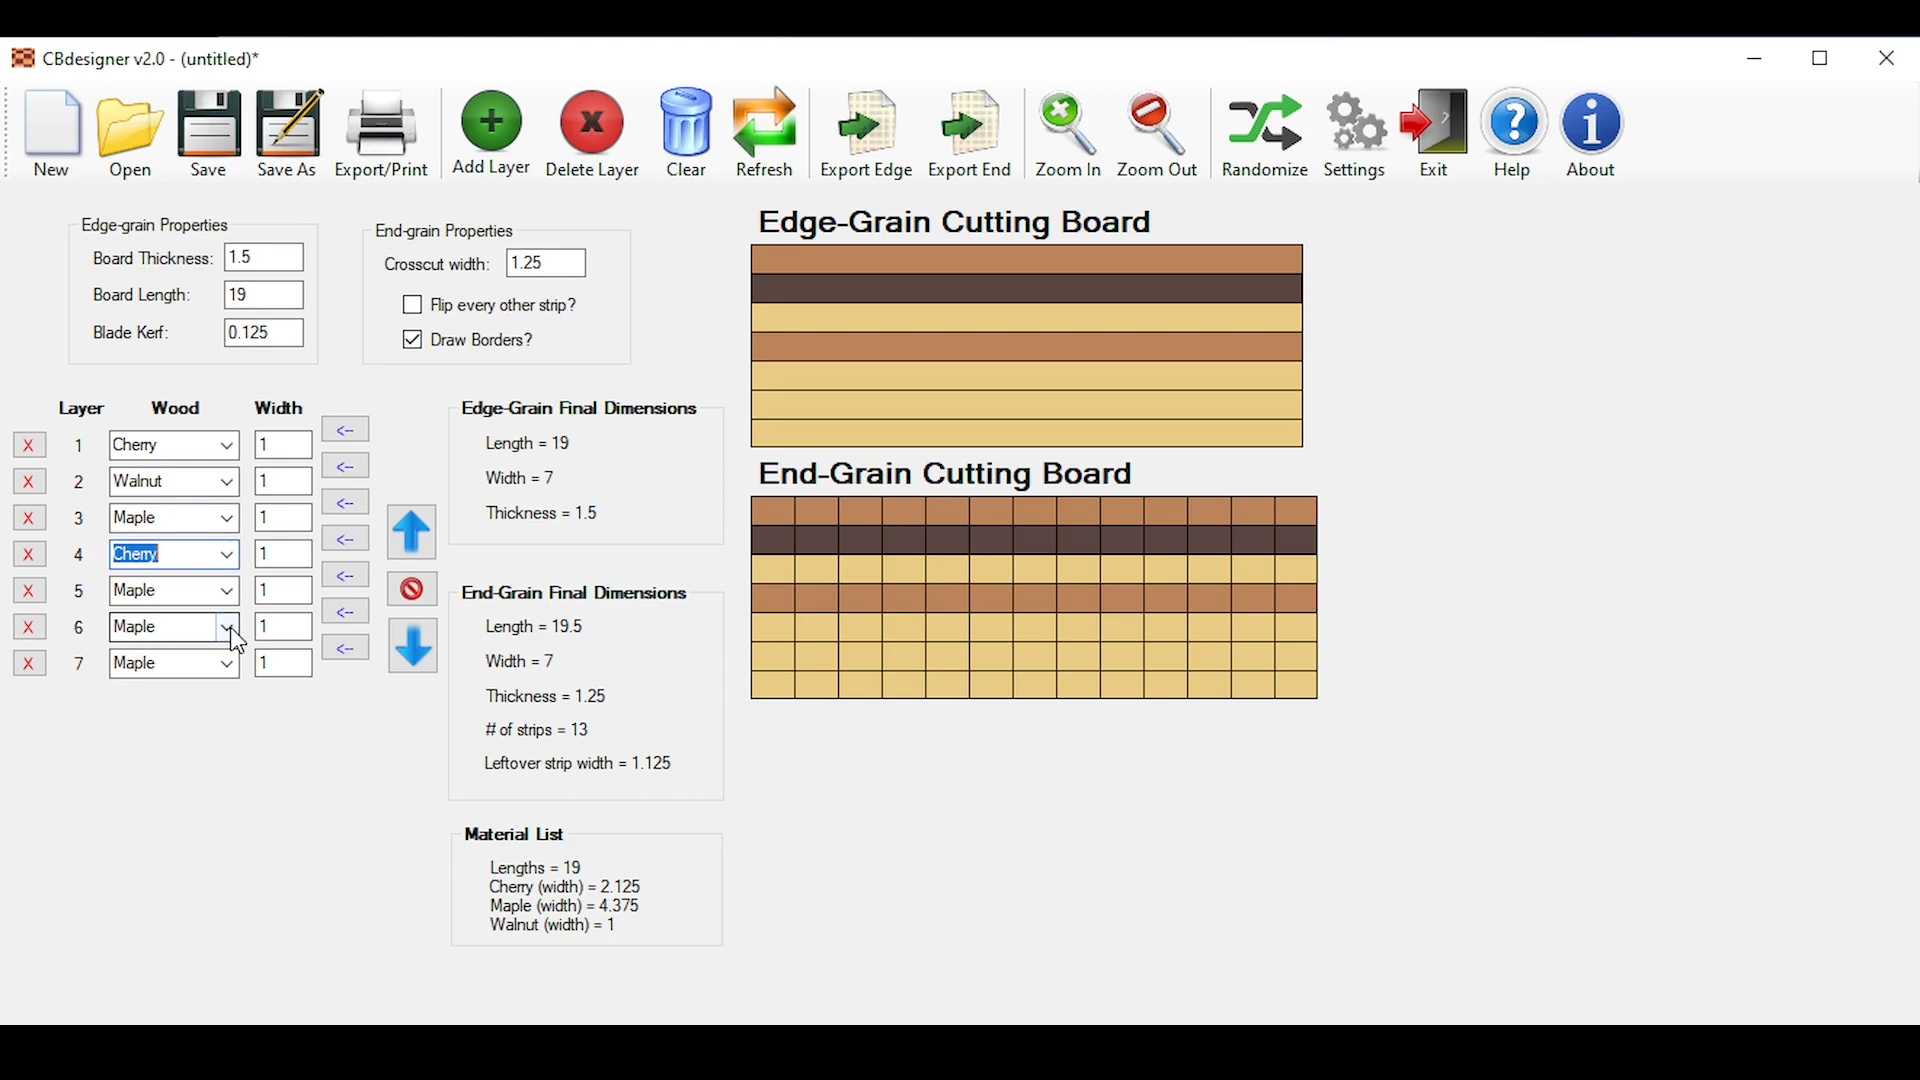 CBdesigner v2.0 - (untitled)*
New Open Save Save As Export/Print Add Layer Delete Layer Clear Refresh Export Edge Export End Zoom In Zoom Out Randomize Settings Exit Help About
Edge-grain Properties
Board Thickness: 1.5
Board Length: 19
Blade Kerf: 0.125
End-grain Properties
Crosscut width: 1.25
Flip every other strip?
Draw Borders?
Layer Wood Width
X 1 Cherry 1 <--
X 2 Walnut 1 <--
X 3 Maple 1 <--
X 4 Cherry 1 <--
X 5 Maple 1 <--
X 6 Maple 1 <--
X 7 Maple 1 <--
Edge-Grain Final Dimensions
Length = 19
Width = 7
Thickness = 1.5
End-Grain Final Dimensions
Length = 19.5
Width = 7
Thickness = 1.25
# of strips = 13
Leftover strip width = 1.125
Material List
Lengths = 19
Cherry (width) = 2.125
Maple (width) = 4.375
Walnut (width) = 1
Edge-Grain Cutting Board
End-Grain Cutting Board